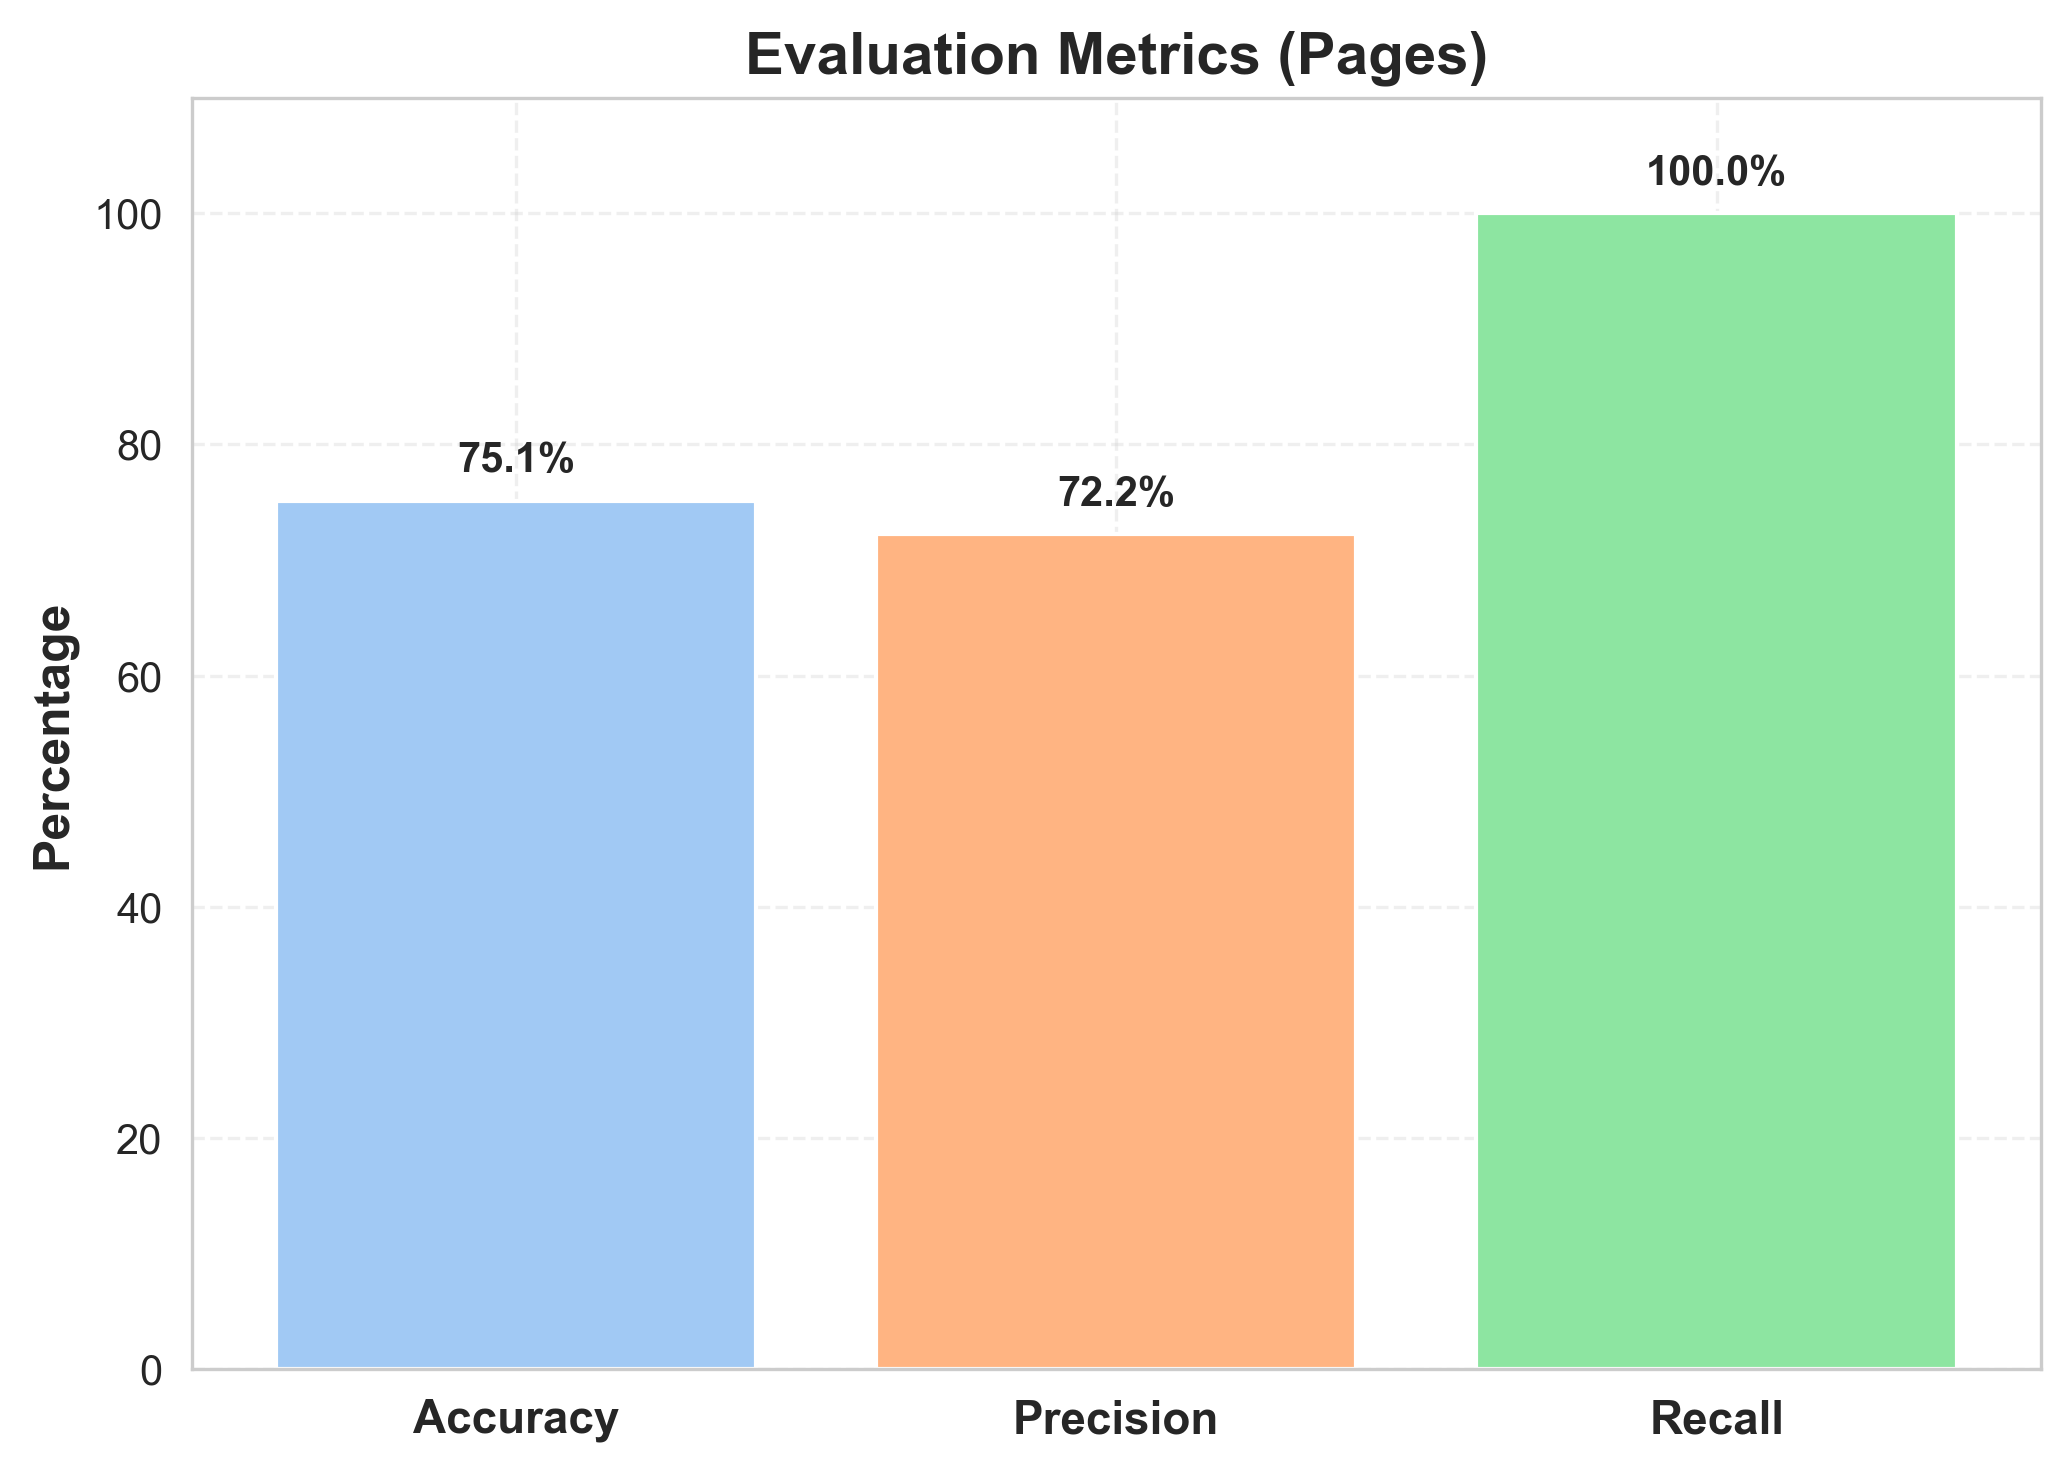 Evaluation Metrics (Pages)
Percentage
100
80
60
40
20
0
75.1%
72.2%
100.0%
Accuracy
Precision
Recall